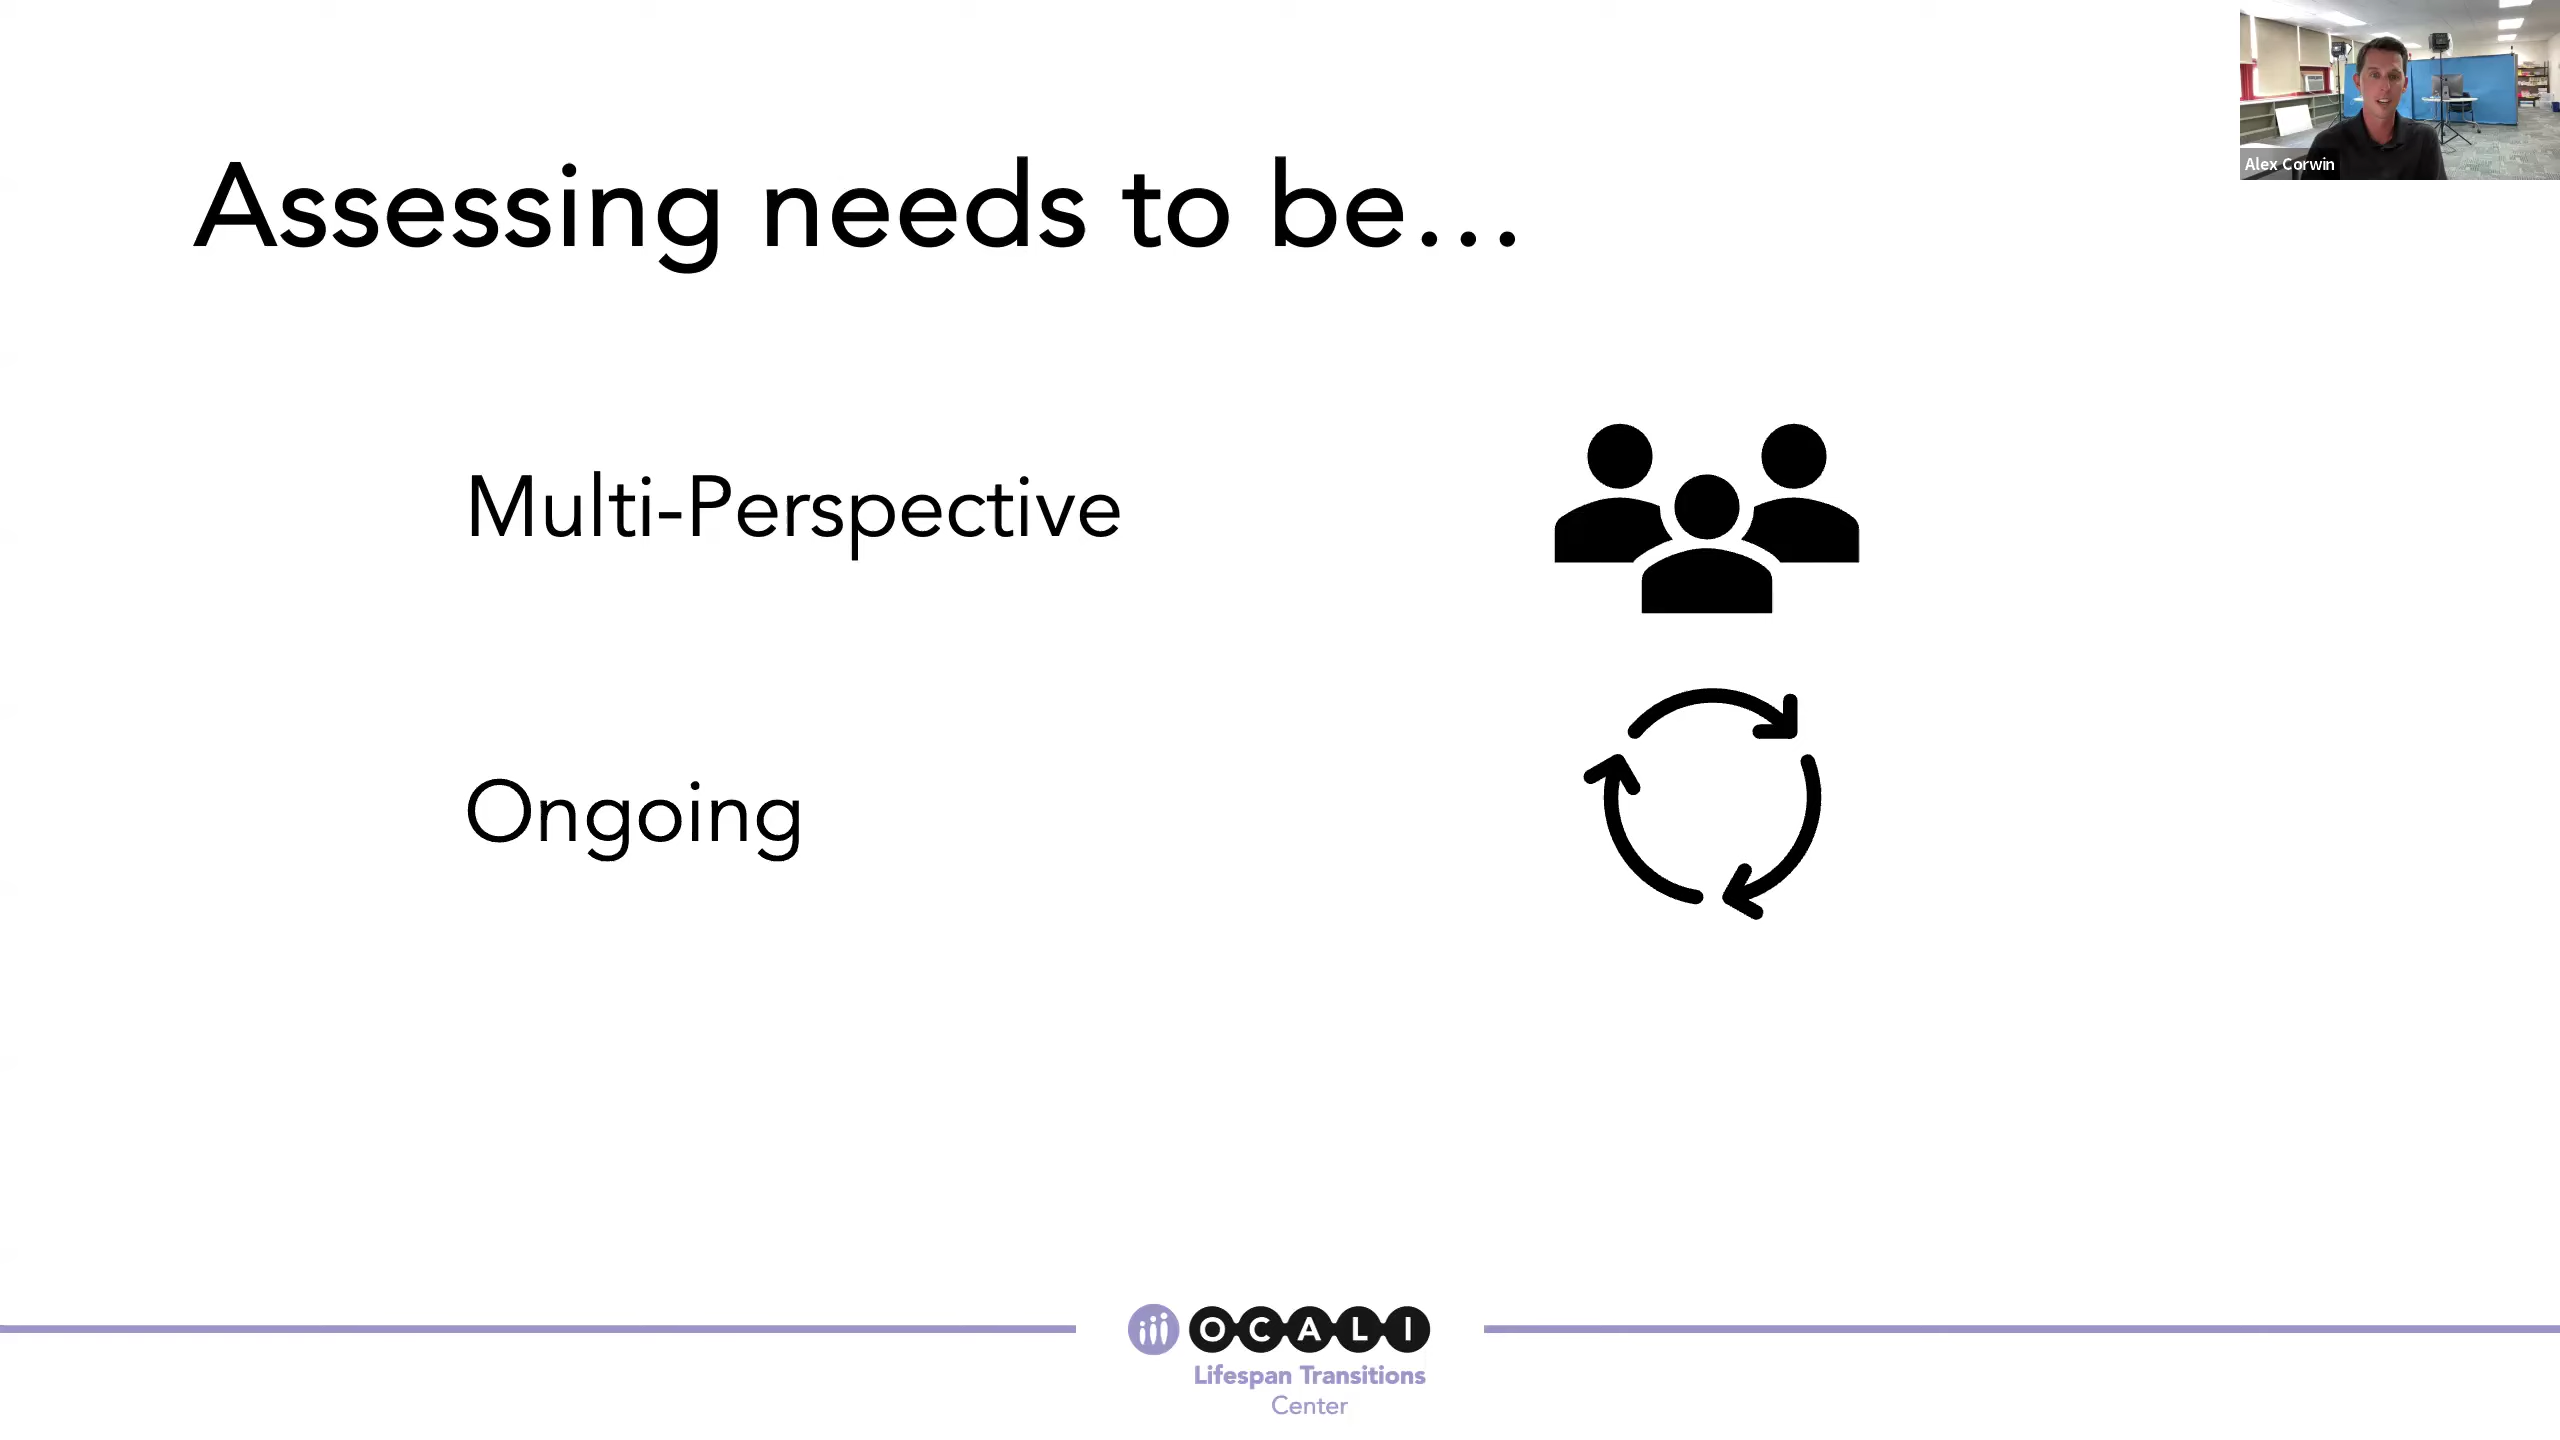 Alex Corwin
Assessing needs to be...
Multi-Perspective
Ongoing
OCALI
Lifespan Transitions
Center